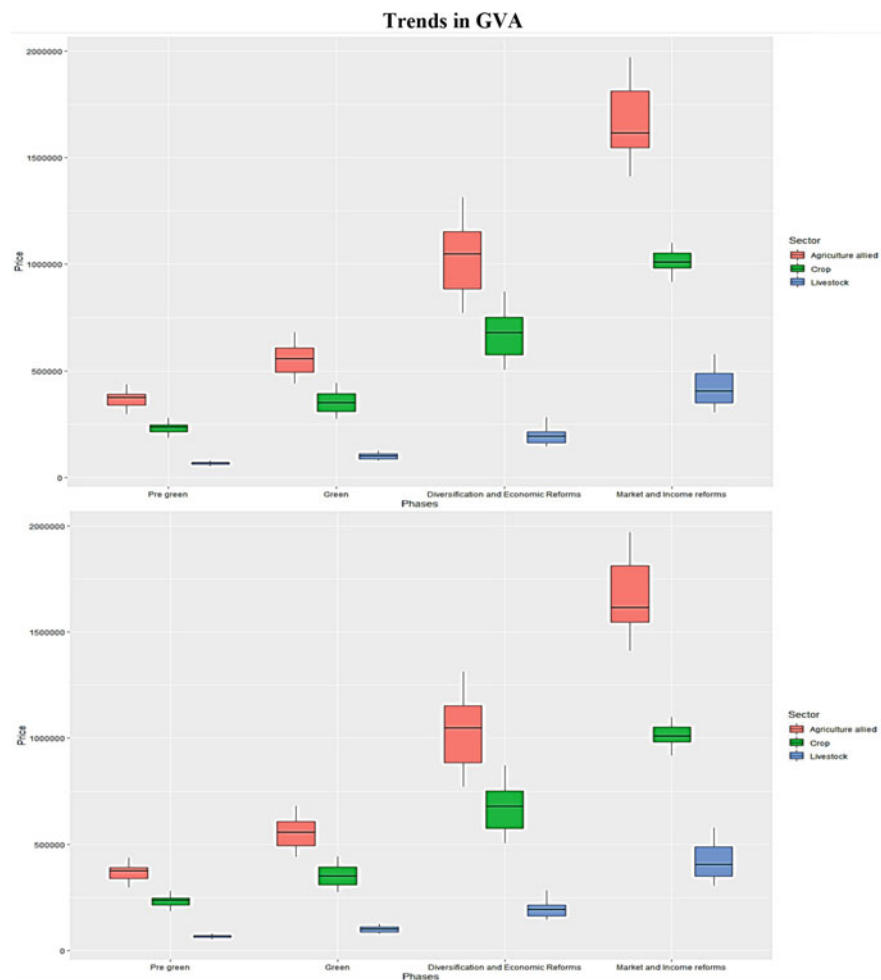 Trends in GVA
2000000
1500000
1000000
500000
0
Price
Pre green
Green
Diversification and Economic Reforms
Market and Income reforms
Phases
Sector
Agriculture allied
Crop
Livestock
2000000
1500000
1000000
500000
0
Price
Pre green
Green
Diversification and Economic Reforms
Market and Income reforms
Phases
Sector
Agriculture allied
Crop
Livestock